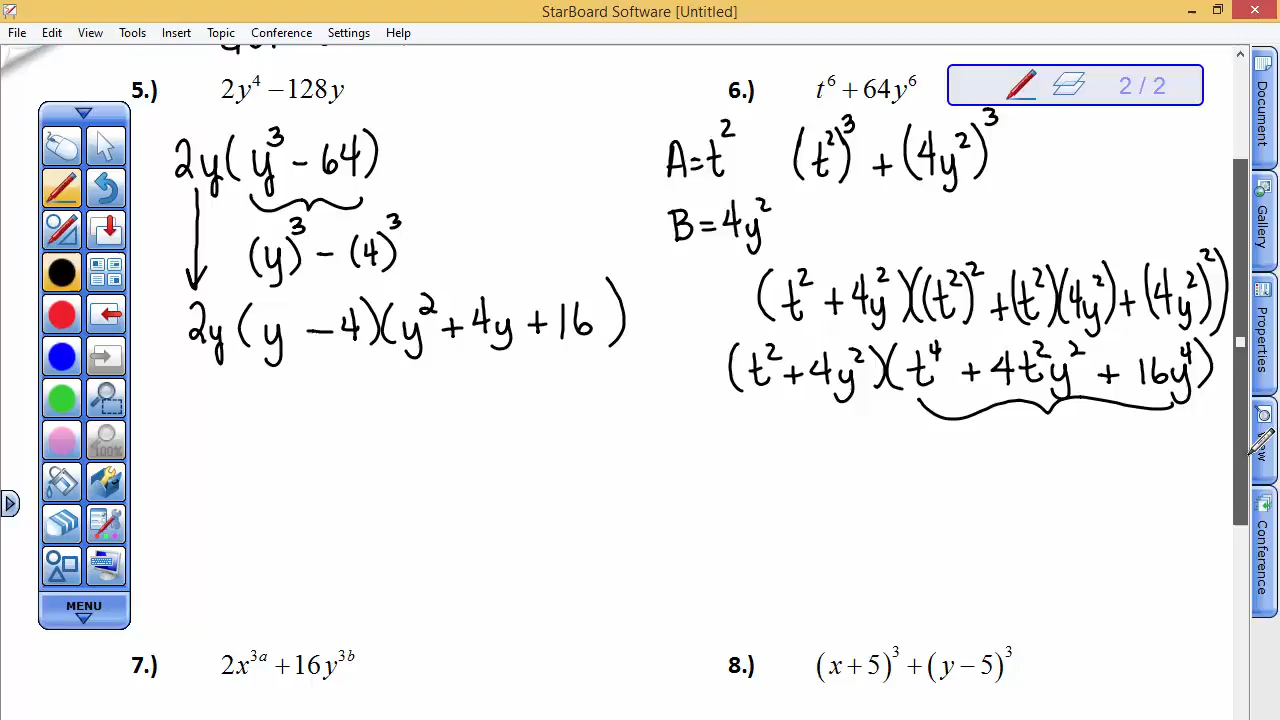 StarBoard Software [Untitled]
File Edit View Tools Insert Topic Conference Settings Help
5.) 2y⁴ − 128y
2y(y³ − 64)
(y)³ − (4)³
2y(y − 4)(y² + 4y + 16)
6.) t⁶ + 64y⁶
2 / 2
A = t² (t²)³ + (4y²)³
B = 4y²
(t² + 4y²)((t²)² + (t²)(4y²) + (4y²)²)
(t² + 4y²)(t⁴ + 4t²y² + 16y⁴)
7.) 2x³ᵃ + 16y³ᵇ
8.) (x + 5)³ + (y − 5)³
100%
MENU
Document
Gallery
Properties
Conference